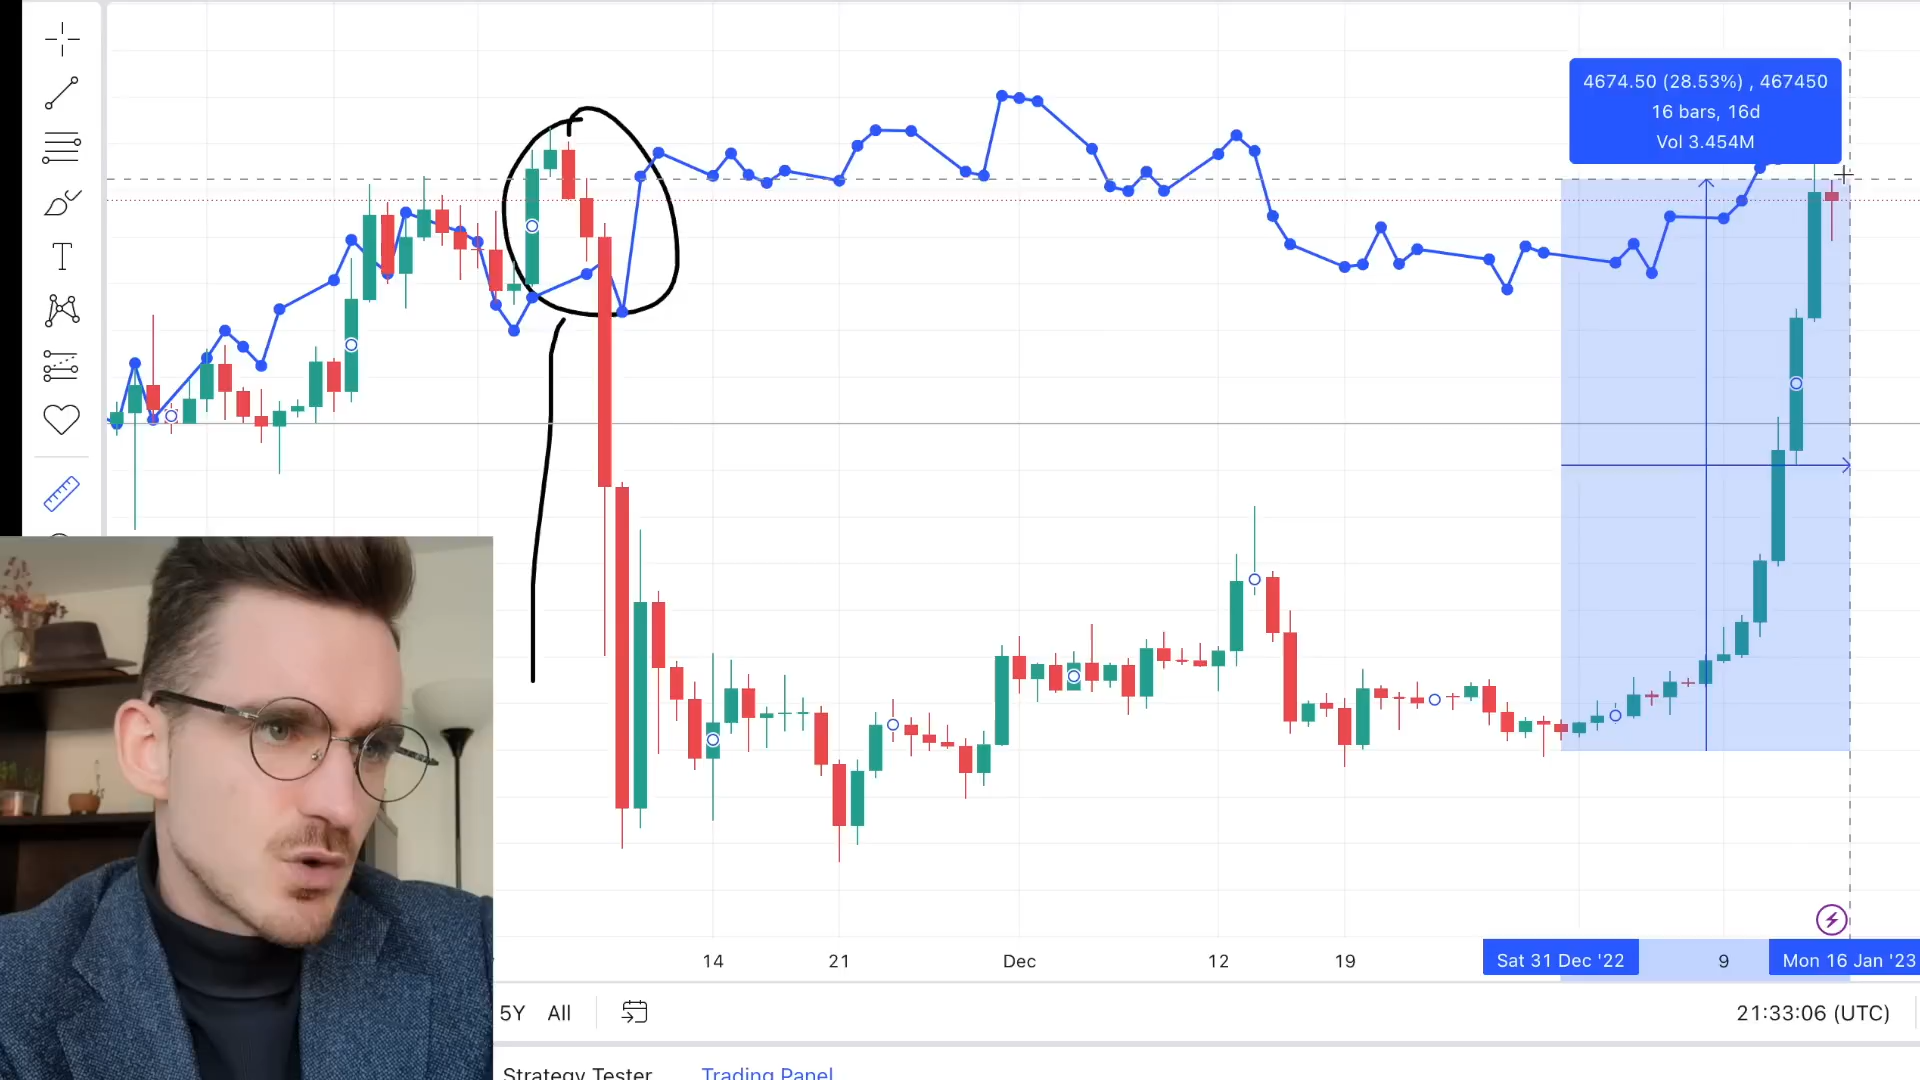 4674.50 (28.53%) , 467450
16 bars, 16d
Vol 3.454M
14
21
Dec
12
19
Sat 31 Dec '22
9
Mon 16 Jan '23
5Y
All
21:33:06 (UTC)
Strategy Tester
Trading Panel